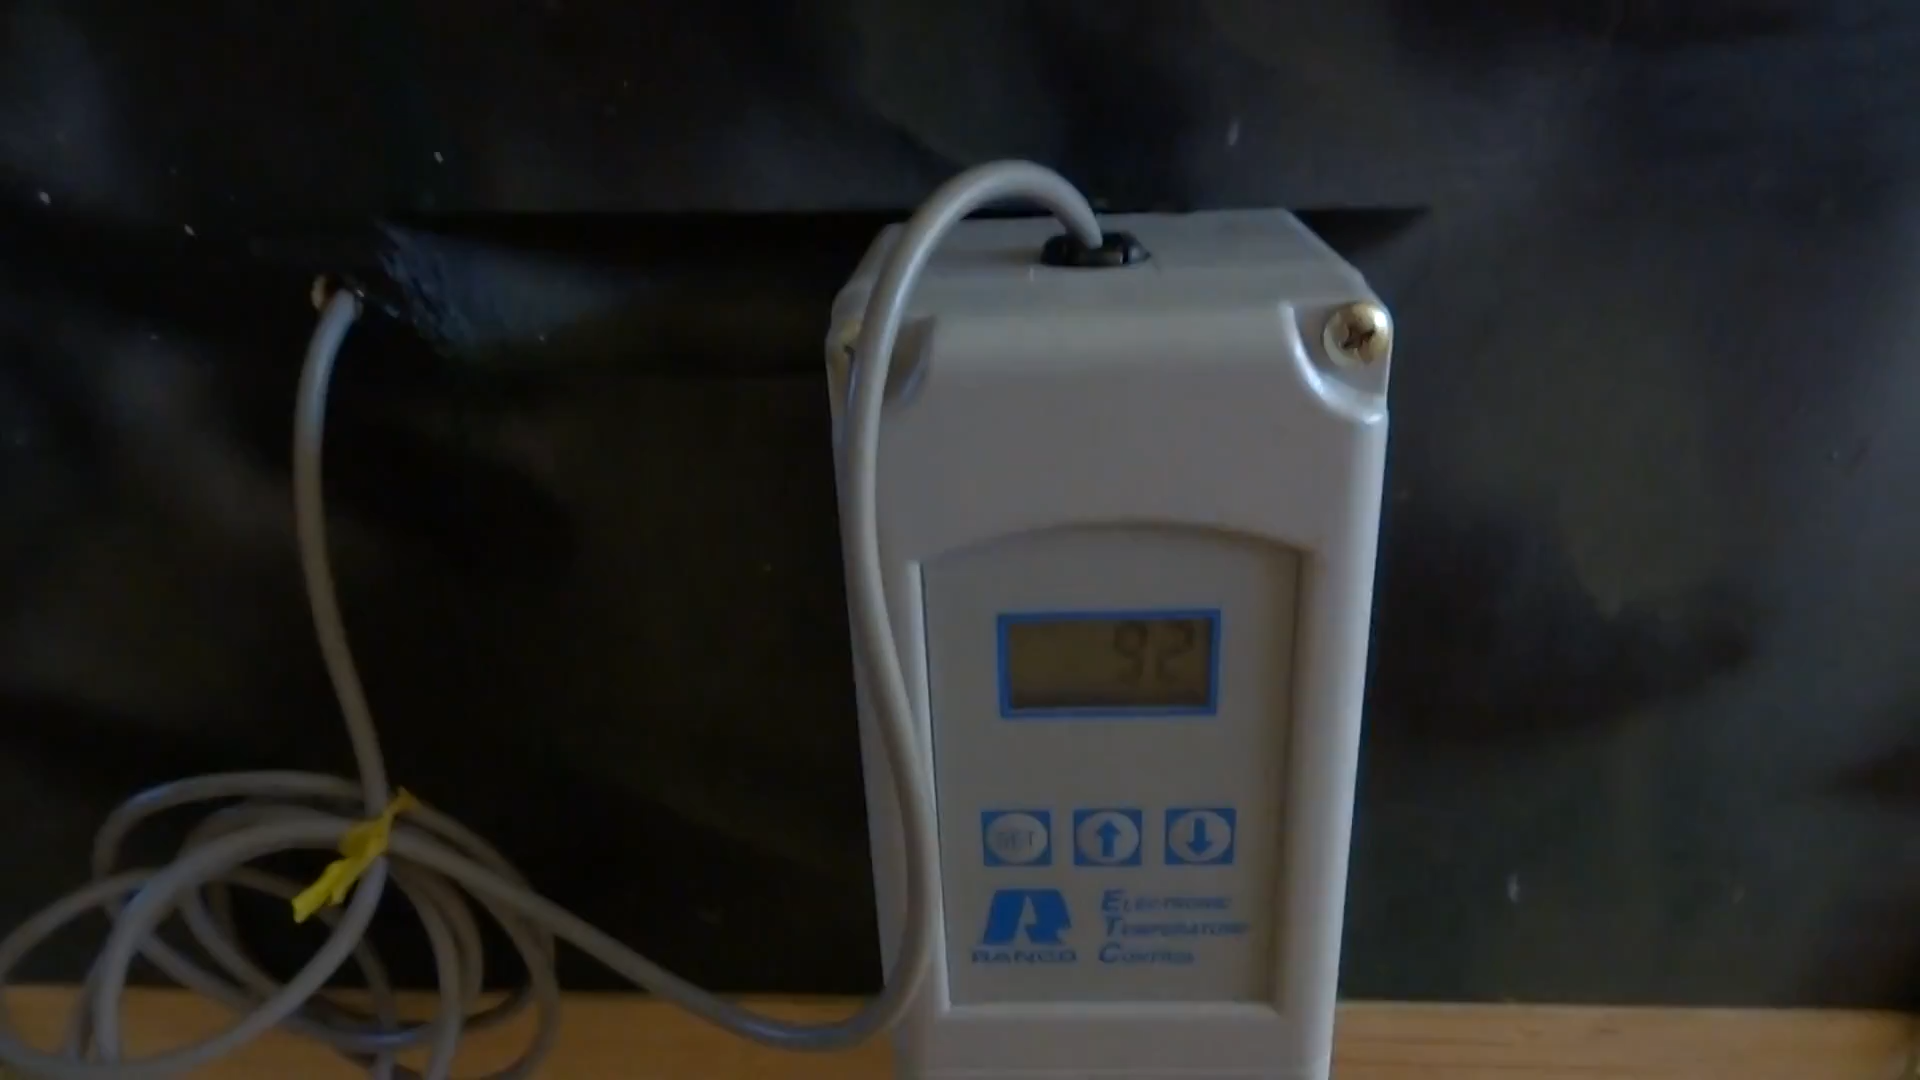 92
SET
RANCO
ELECTRONIC
TEMPERATURE
CONTROL